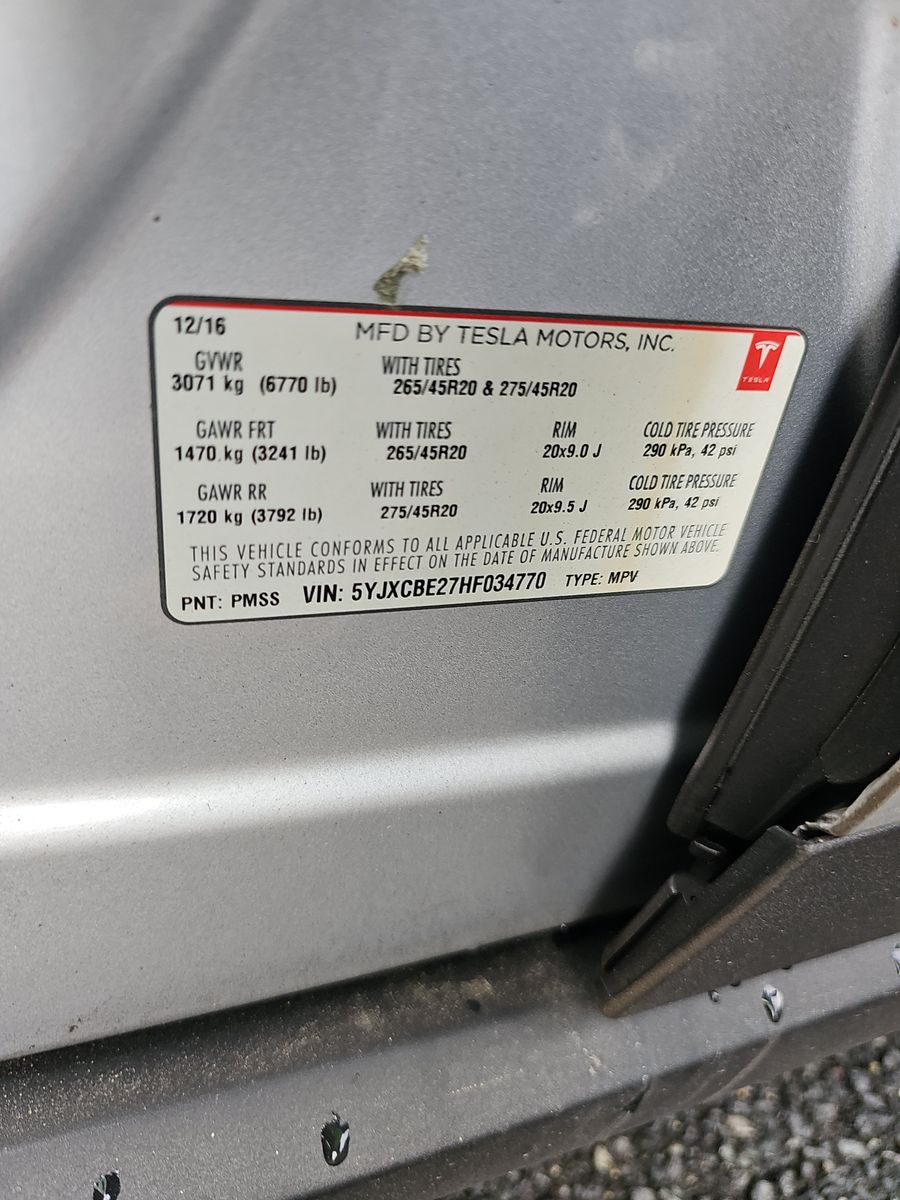 12/16 MFD BY TESLA MOTORS, INC.
TESLA
GVWR WITH TIRES
3071 kg (6770 lb) 265/45R20 & 275/45R20
GAWR FRT WITH TIRES RIM COLD TIRE PRESSURE
1470 kg (3241 lb) 265/45R20 20x9.0 J 290 kPa, 42 psi
GAWR RR WITH TIRES RIM COLD TIRE PRESSURE
1720 kg (3792 lb) 275/45R20 20x9.5 J 290 kPa, 42 psi
THIS VEHICLE CONFORMS TO ALL APPLICABLE U.S. FEDERAL MOTOR VEHICLE
SAFETY STANDARDS IN EFFECT ON THE DATE OF MANUFACTURE SHOWN ABOVE.
PNT: PMSS VIN: 5YJXCBE27HF034770 TYPE: MPV